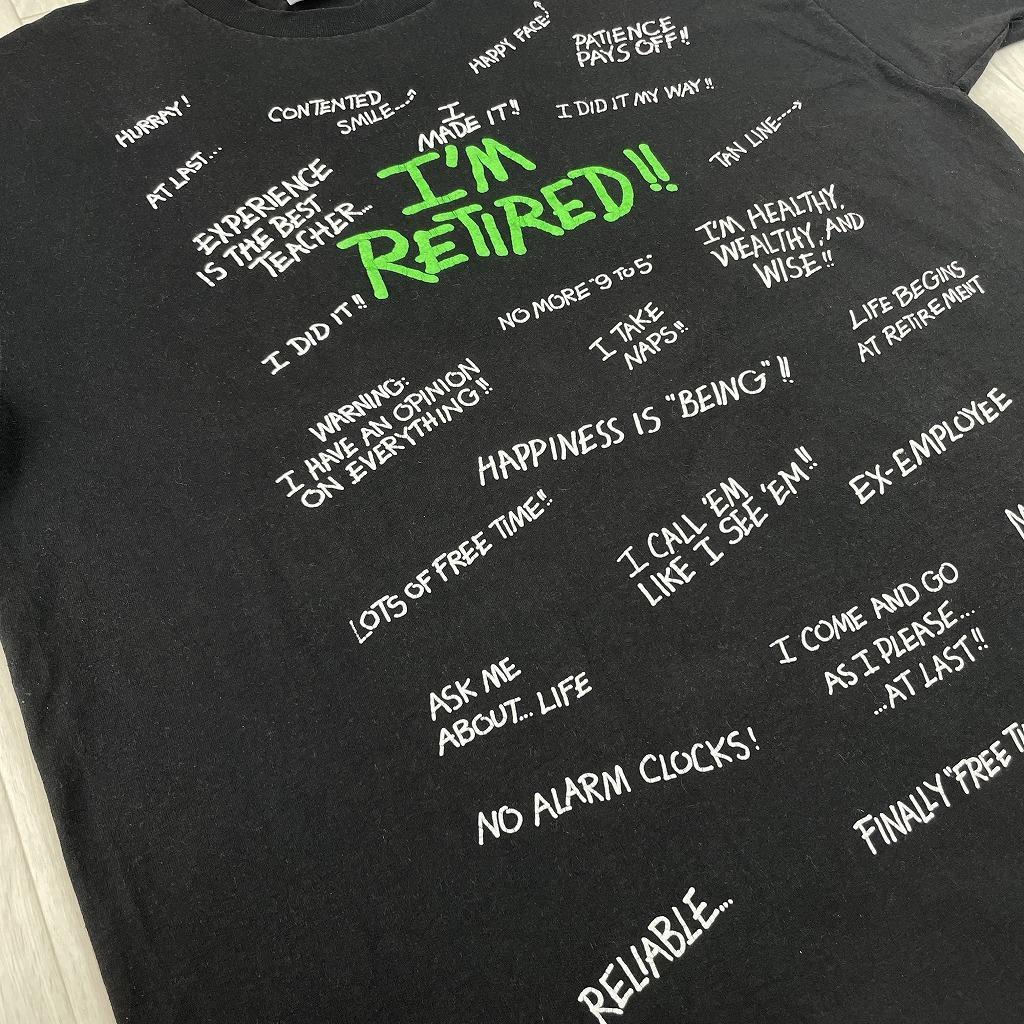 HAPPY FACE
PATIENCE
PAYS OFF!!
HURRAY!
CONTENTED
SMILE
I
MADE IT!!
I DID IT MY WAY!!
TAN LINE
AT LAST...
EXPERIENCE
IS THE BEST
TEACHER...
I'M
RETIRED!!
I'M HEALTHY,
WEALTHY, AND
WISE!!
I DID IT!!
NO MORE "9 TO 5"
I TAKE
NAPS!!
LIFE BEGINS
AT RETIREMENT
WARNING:
I HAVE AN OPINION
ON EVERYTHING!!
HAPPINESS IS "BEING"!!
EX-EMPLOYEE
LOTS OF FREE TIME!!
I CALL 'EM
LIKE I SEE 'EM!!
I COME AND GO
AS I PLEASE...
...AT LAST!!
ASK ME
ABOUT... LIFE
NO ALARM CLOCKS!
FINALLY "FREE
RELIABLE...